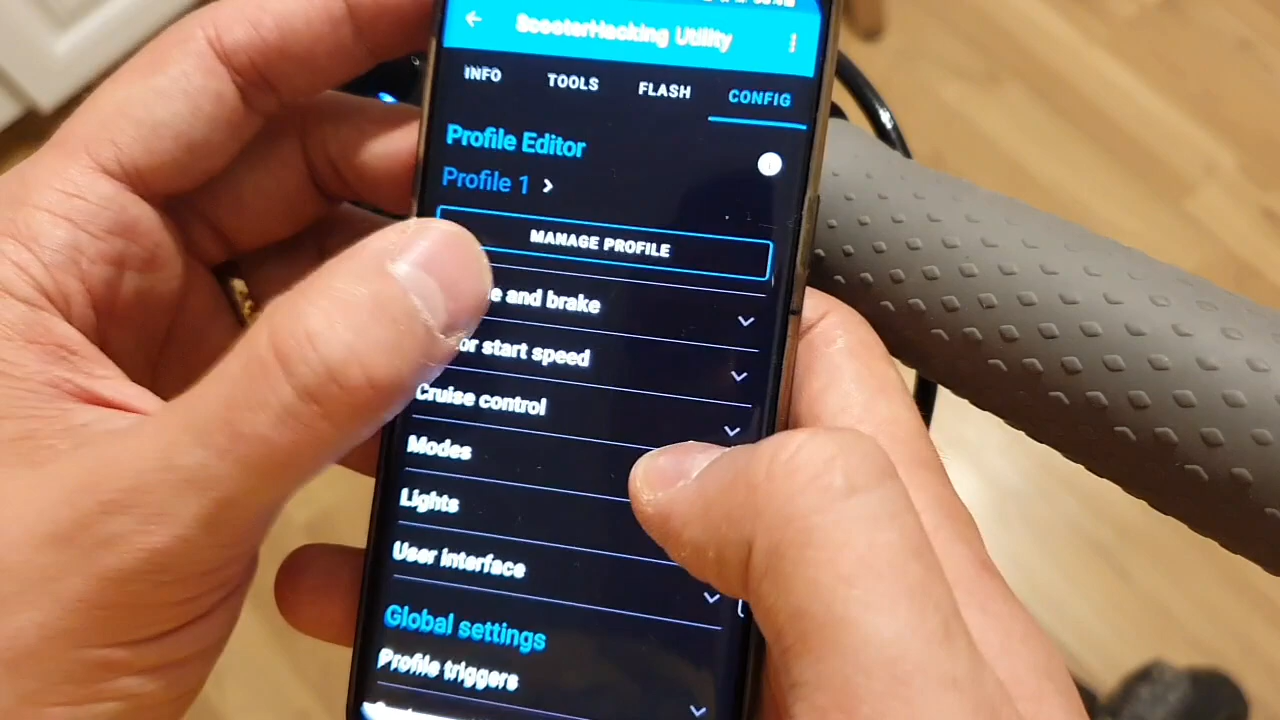 ScooterHacking Utility
INFO TOOLS FLASH CONFIG
Profile Editor
Profile 1
MANAGE PROFILE
e and brake
or start speed
Cruise control
Modes
Lights
User interface
Global settings
Profile triggers